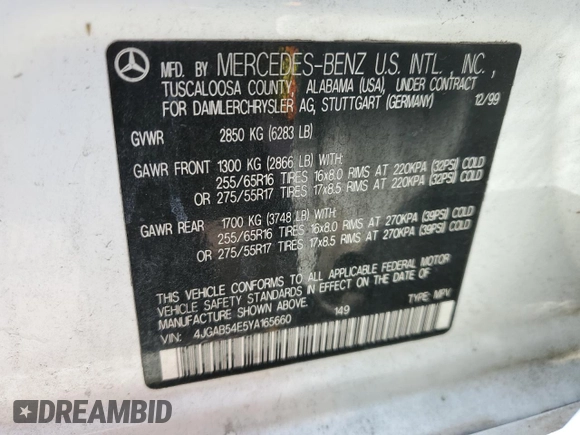 MFD. BY MERCEDES-BENZ U.S. INTL., INC.,
TUSCALOOSA COUNTY, ALABAMA (USA), UNDER CONTRACT
FOR DAIMLERCHRYSLER AG, STUTTGART (GERMANY) 12/99
GVWR 2850 KG (6283 LB)
GAWR FRONT 1300 KG (2866 LB) WITH:
255/65R16 TIRES 16x8.0 RIMS AT 220KPA (32PSI) COLD
OR 275/55R17 TIRES 17x8.5 RIMS AT 220KPA (32PSI) COLD
GAWR REAR 1700 KG (3748 LB) WITH:
255/65R16 TIRES 16x8.0 RIMS AT 270KPA (39PSI) COLD
OR 275/55R17 TIRES 17x8.5 RIMS AT 270KPA (39PSI) COLD
THIS VEHICLE CONFORMS TO ALL APPLICABLE FEDERAL MOTOR
VEHICLE SAFETY STANDARDS IN EFFECT ON THE DATE OF
MANUFACTURE SHOWN ABOVE.
VIN: 4JGAB54E5YA165660 149 TYPE: MPV
DREAMBID